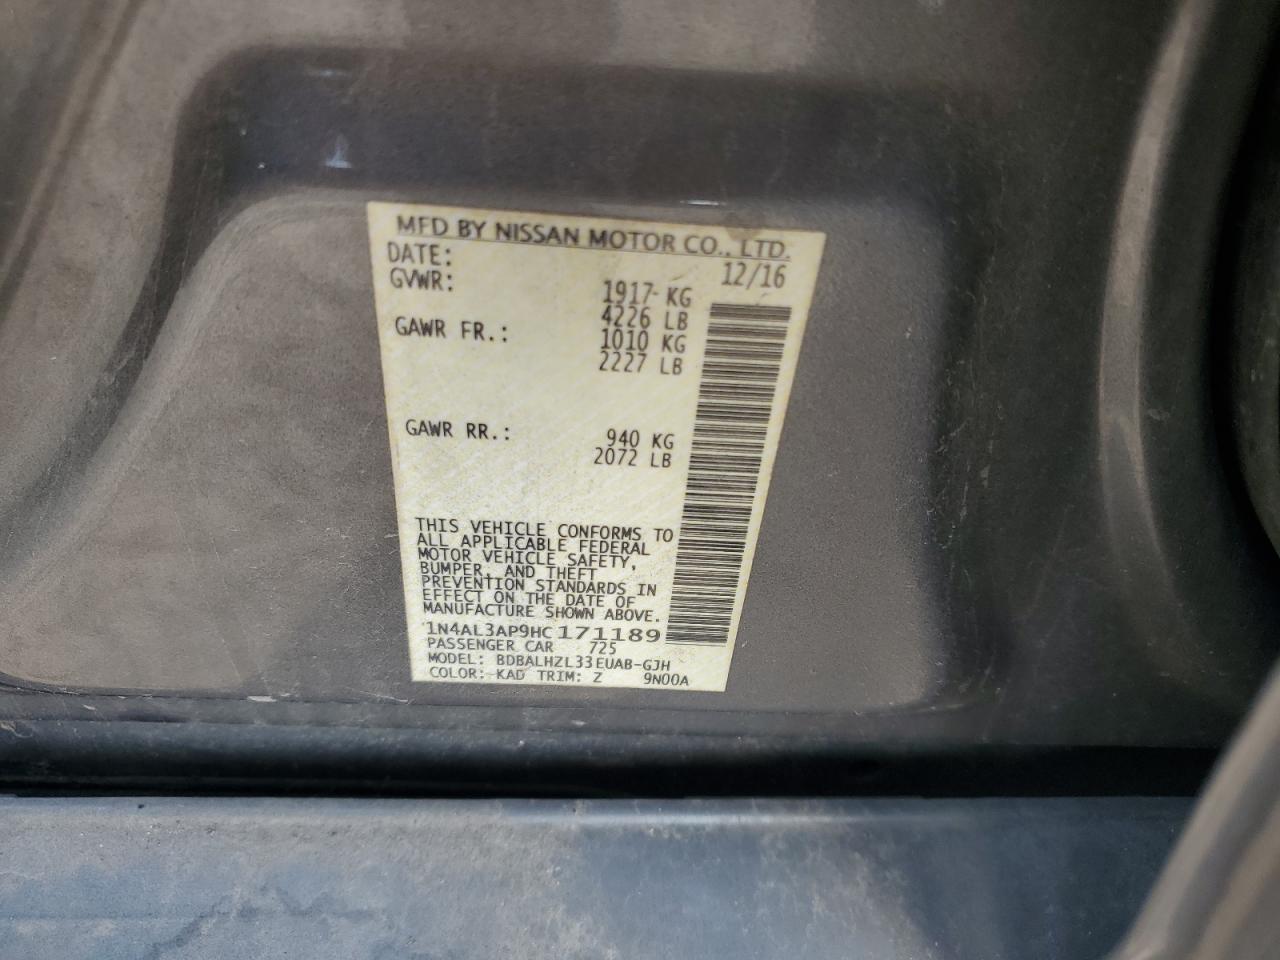 MFD BY NISSAN MOTOR CO., LTD.
DATE: 12/16
GVWR: 1917 KG
4226 LB
GAWR FR.: 1010 KG
2227 LB
GAWR RR.: 940 KG
2072 LB
THIS VEHICLE CONFORMS TO
ALL APPLICABLE FEDERAL
MOTOR VEHICLE SAFETY,
BUMPER, AND THEFT
PREVENTION STANDARDS IN
EFFECT ON THE DATE OF
MANUFACTURE SHOWN ABOVE.
1N4AL3AP9HC171189
PASSENGER CAR 725
MODEL: BDBALHZL33EUAB-GJH
COLOR: KAD TRIM: Z 9N00A